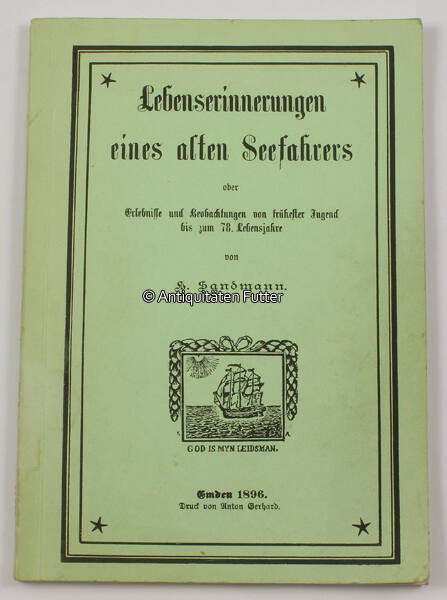 Lebenserinnerungen
eines alten Seefahrers
oder
Erlebnisse und Beobachtungen von frühester Jugend
bis zum 78. Lebensjahre
von
H. Sandmann.
© Antiquitäten Futter
GOD IS MYN LEIDSMAN.
Emden 1896.
Druck von Anton Gerhard.